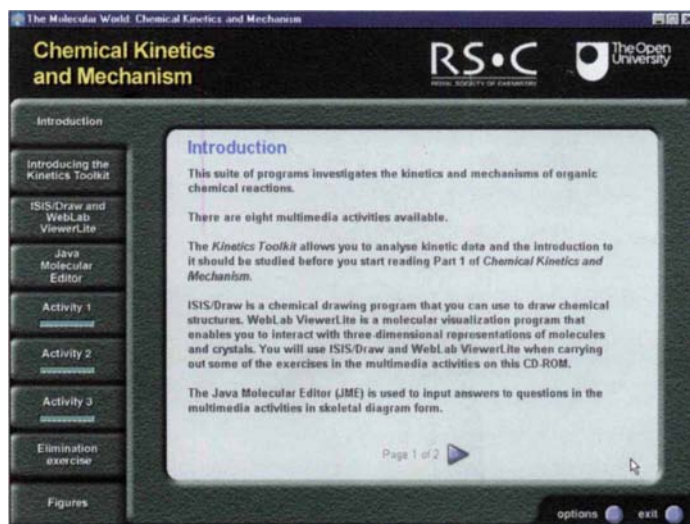 The Molecular World: Chemical Kinetics and Mechanism
Chemical Kinetics
and Mechanism
RS•C
ROYAL SOCIETY OF CHEMISTRY
The Open
University
Introduction
Introducing the
Kinetics Toolkit
ISIS/Draw and
WebLab
ViewerLite
Java
Molecular
Editor
Activity 1
Activity 2
Activity 3
Elimination
exercise
Figures
Introduction
This suite of programs investigates the kinetics and mechanisms of organic
chemical reactions.
There are eight multimedia activities available.
The Kinetics Toolkit allows you to analyse kinetic data and the introduction to
it should be studied before you start reading Part 1 of Chemical Kinetics and
Mechanism.
ISIS/Draw is a chemical drawing program that you can use to draw chemical
structures. WebLab ViewerLite is a molecular visualization program that
enables you to interact with three-dimensional representations of molecules
and crystals. You will use ISIS/Draw and WebLab ViewerLite when carrying
out some of the exercises in the multimedia activities on this CD-ROM.
The Java Molecular Editor (JME) is used to input answers to questions in the
multimedia activities in skeletal diagram form.
Page 1 of 2
options exit